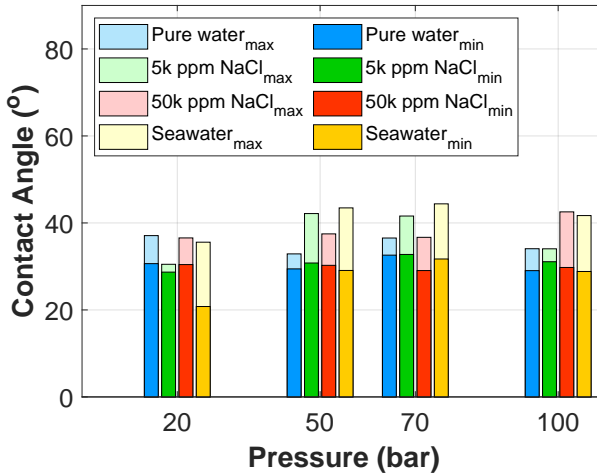 Contact Angle (°)
80
60
40
20
0
Pure water_max
Pure water_min
5k ppm NaCl_max
5k ppm NaCl_min
50k ppm NaCl_max
50k ppm NaCl_min
Seawater_max
Seawater_min
20 50 70 100
Pressure (bar)